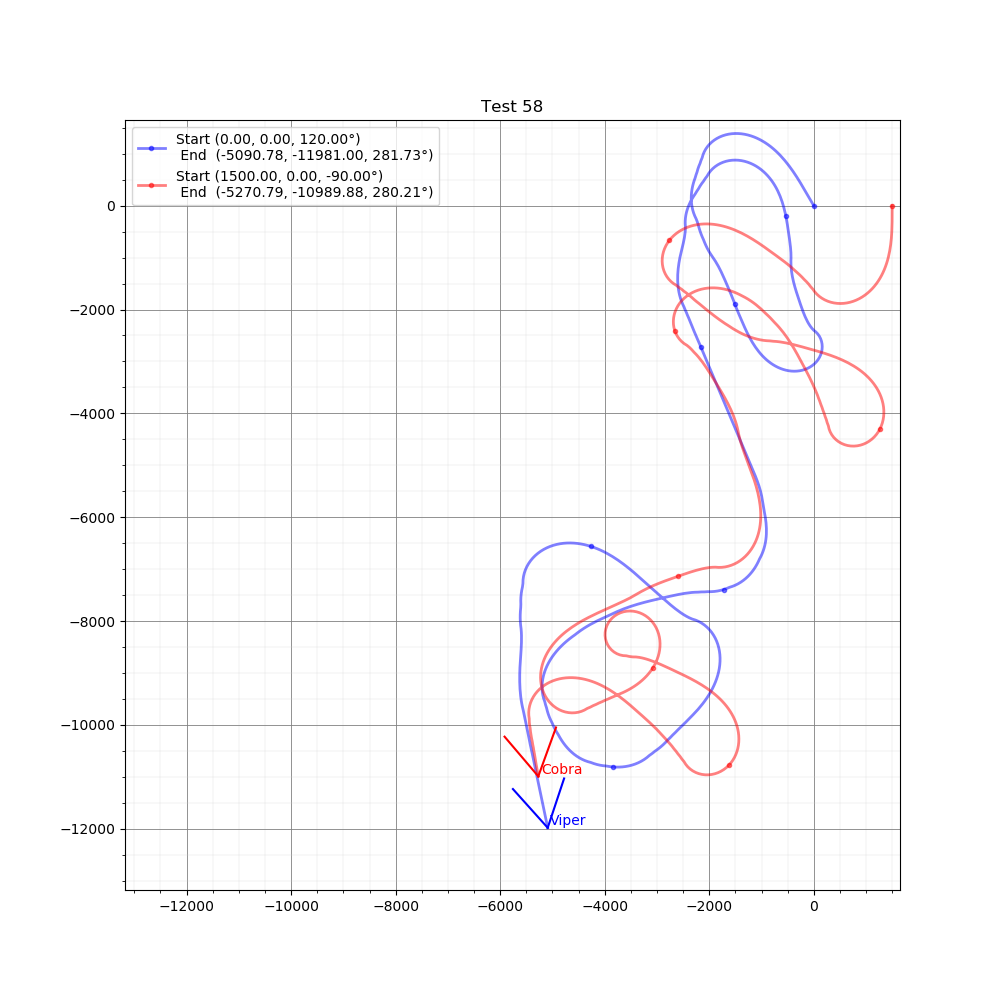 Test 58
Start (0.00, 0.00, 120.00°)
End  (-5090.78, -11981.00, 281.73°)
Start (1500.00, 0.00, -90.00°)
End  (-5270.79, -10989.88, 280.21°)
0
−2000
−4000
−6000
−8000
−10000
−12000
Cobra
Viper
−12000 −10000 −8000 −6000 −4000 −2000 0